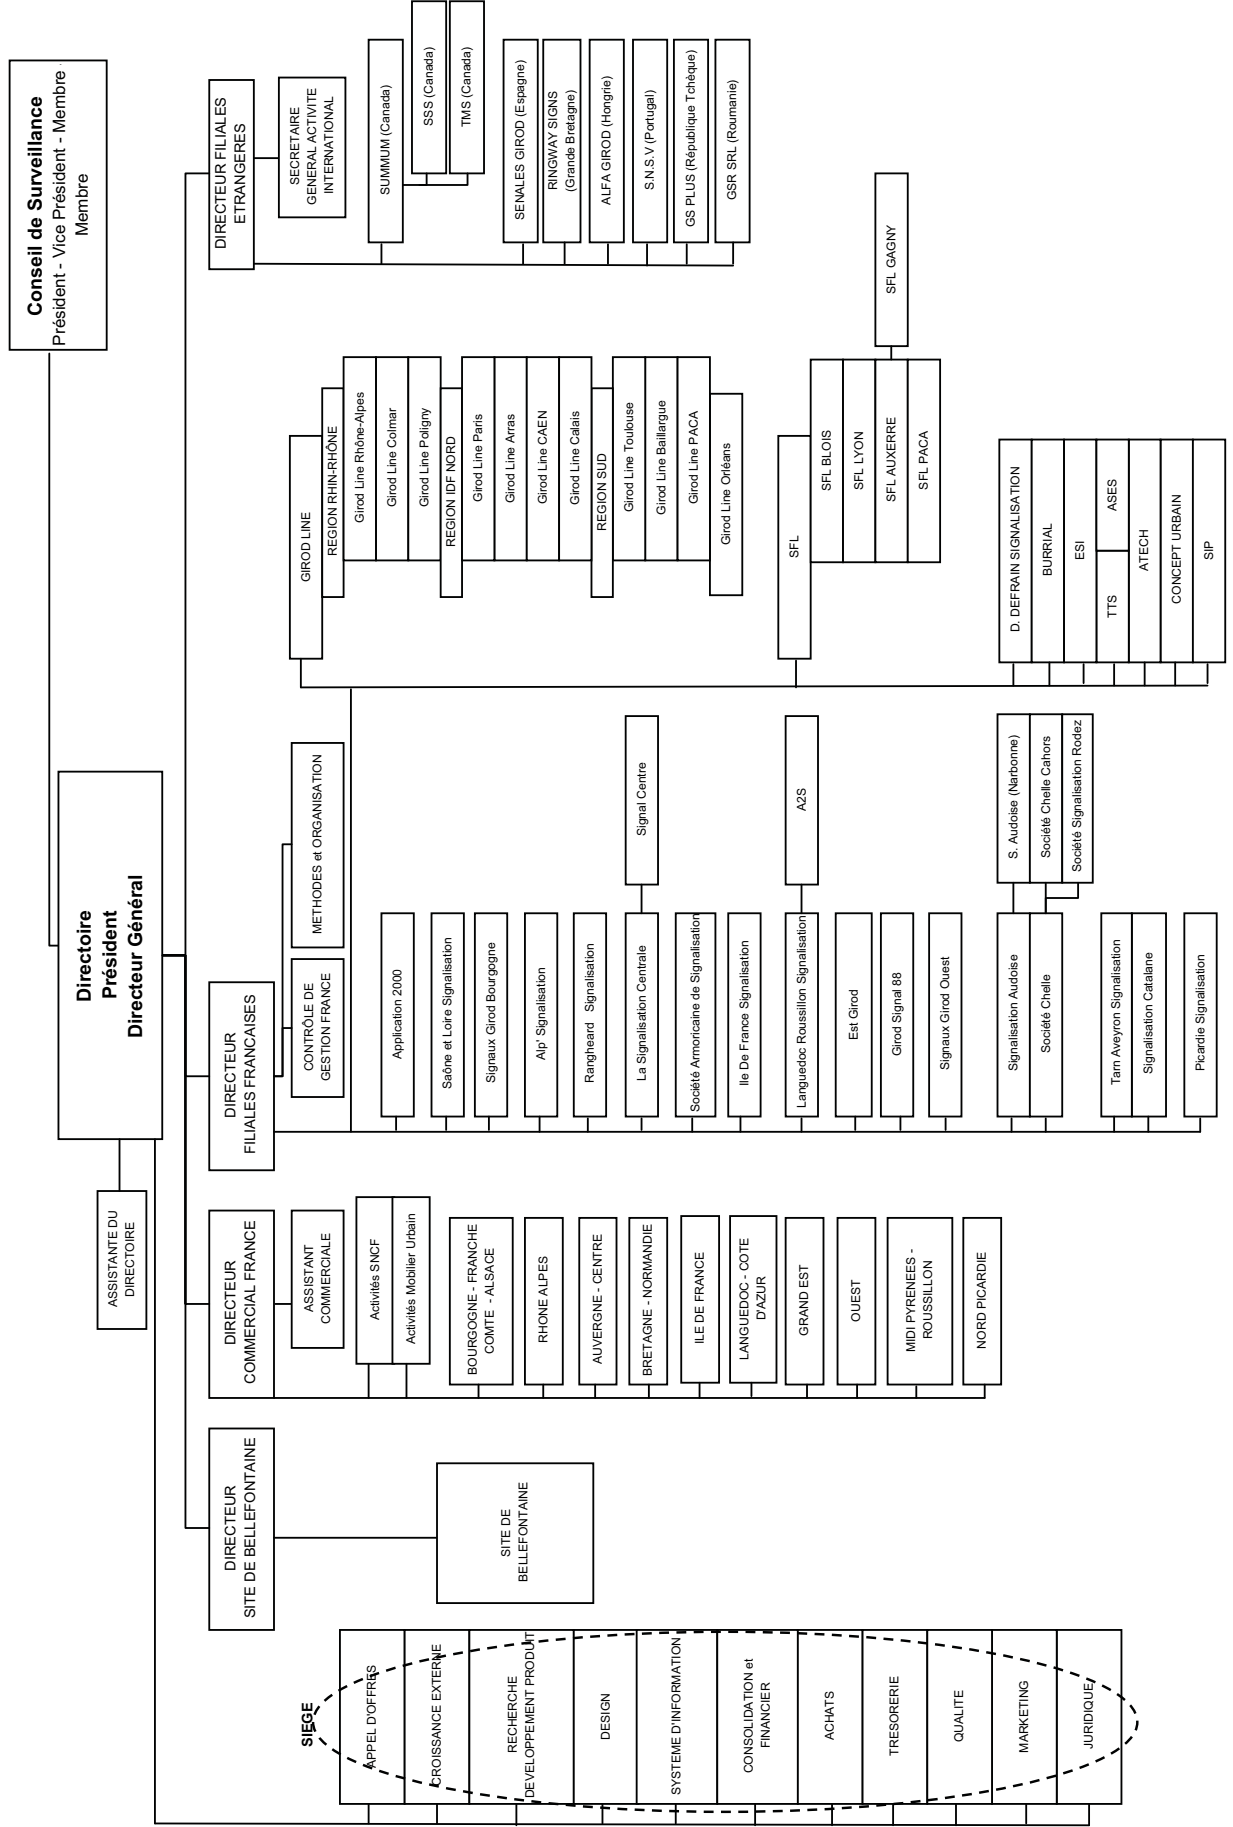 Conseil de Surveillance
Président - Vice Président - Membre
Membre
Directoire
Président
Directeur Général
ASSISTANTE DU
DIRECTOIRE
SIEGE
APPEL D'OFFRES
CROISSANCE EXTERNE
RECHERCHE
DEVELOPPEMENT PRODUIT
DESIGN
SYSTEME D'INFORMATION
CONSOLIDATION et
FINANCIER
ACHATS
TRESORERIE
QUALITE
MARKETING
JURIDIQUE
DIRECTEUR
SITE DE BELLEFONTAINE
SITE DE
BELLEFONTAINE
DIRECTEUR
COMMERCIAL FRANCE
ASSISTANT
COMMERCIALE
Activités SNCF
Activités Mobilier Urbain
BOURGOGNE - FRANCHE
COMTE - ALSACE
RHONE ALPES
AUVERGNE - CENTRE
BRETAGNE - NORMANDIE
ILE DE FRANCE
LANGUEDOC - COTE
D'AZUR
GRAND EST
OUEST
MIDI PYRENEES -
ROUSSILLON
NORD PICARDIE
DIRECTEUR
FILIALES FRANCAISES
CONTRÔLE DE
GESTION FRANCE
METHODES et ORGANISATION
Application 2000
Saône et Loire Signalisation
Signaux Girod Bourgogne
Alp' Signalisation
Rangheard Signalisation
La Signalisation Centrale
Signal Centre
Société Armoricaine de Signalisation
Ile De France Signalisation
Languedoc Roussillon Signalisation
A2S
Est Girod
Girod Signal 88
Signaux Girod Ouest
Signalisation Audoise
S. Audoise (Narbonne)
Société Chelle
Société Chelle Cahors
Société Signalisation Rodez
Tarn Aveyron Signalisation
Signalisation Catalane
Picardie Signalisation
GIROD LINE
REGION RHIN-RHÔNE
Girod Line Rhône-Alpes
Girod Line Colmar
Girod Line Poligny
REGION IDF NORD
Girod Line Paris
Girod Line Arras
Girod Line CAEN
Girod Line Calais
REGION SUD
Girod Line Toulouse
Girod Line Baillargue
Girod Line PACA
Girod Line Orléans
SFL
SFL BLOIS
SFL LYON
SFL AUXERRE
SFL GAGNY
SFL PACA
D. DEFRAIN SIGNALISATION
BURRIAL
ESI
TTS
ASES
ATECH
CONCEPT URBAIN
SIP
DIRECTEUR FILIALES
ETRANGERES
SECRETAIRE
GENERAL ACTIVITE
INTERNATIONAL
SUMMUM (Canada)
SSS (Canada)
TMS (Canada)
SENALES GIROD (Espagne)
RINGWAY SIGNS
(Grande Bretagne)
ALFA GIROD (Hongrie)
S.N.S.V (Portugal)
GS PLUS (République Tchèque)
GSR SRL (Roumanie)